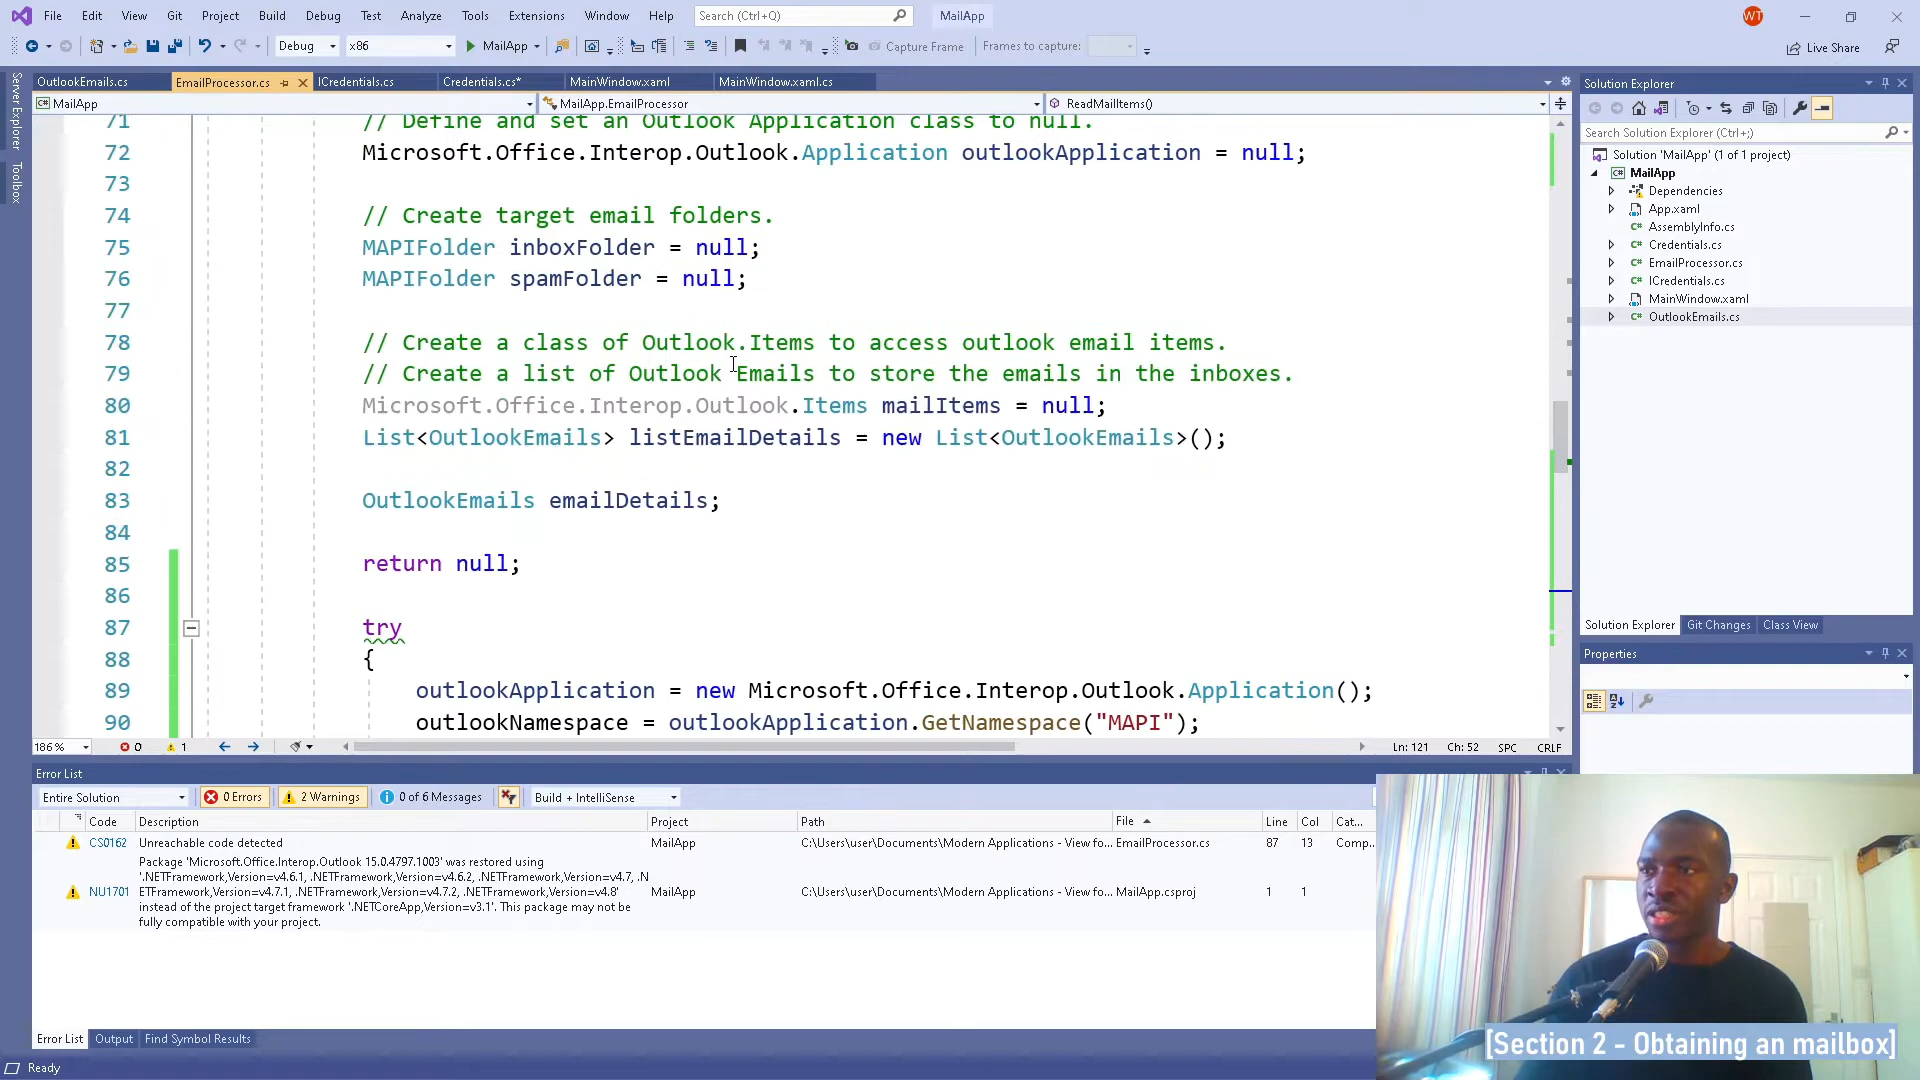 File Edit View Git Project Build Debug Test Analyze Tools Extensions Window Help Search (Ctrl+Q) MailApp WT
Debug x86 MailApp Capture Frame Frames to capture: Live Share
OutlookEmails.cs EmailProcessor.cs ICredentials.cs Credentials.cs* MainWindow.xaml MainWindow.xaml.cs
MailApp MailApp.EmailProcessor ReadMailItems()
Server Explorer
Toolbox
71 // Define and set an Outlook Application class to null.
72 Microsoft.Office.Interop.Outlook.Application outlookApplication = null;
73
74 // Create target email folders.
75 MAPIFolder inboxFolder = null;
76 MAPIFolder spamFolder = null;
77
78 // Create a class of Outlook.Items to access outlook email items.
79 // Create a list of Outlook Emails to store the emails in the inboxes.
80 Microsoft.Office.Interop.Outlook.Items mailItems = null;
81 List<OutlookEmails> listEmailDetails = new List<OutlookEmails>();
82
83 OutlookEmails emailDetails;
84
85 return null;
86
87 try
88 {
89 outlookApplication = new Microsoft.Office.Interop.Outlook.Application();
90 outlookNamespace = outlookApplication.GetNamespace("MAPI");
186 % 0 1 Ln: 121 Ch: 52 SPC CRLF
Solution Explorer
Search Solution Explorer (Ctrl+;)
Solution 'MailApp' (1 of 1 project)
C# MailApp
Dependencies
App.xaml
C# AssemblyInfo.cs
C# Credentials.cs
C# EmailProcessor.cs
C# ICredentials.cs
MainWindow.xaml
C# OutlookEmails.cs
Solution Explorer Git Changes Class View
Properties
Error List
Entire Solution 0 Errors 2 Warnings 0 of 6 Messages Build + IntelliSense
Code Description Project Path File Line Col Cat...
CS0162 Unreachable code detected MailApp C:\Users\user\Documents\Modern Applications - View fo... EmailProcessor.cs 87 13 Comp...
Package 'Microsoft.Office.Interop.Outlook 15.0.4797.1003' was restored using
'.NETFramework,Version=v4.6.1, .NETFramework,Version=v4.6.2, .NETFramework,Version=v4.7, .N
NU1701 ETFramework,Version=v4.7.1, .NETFramework,Version=v4.7.2, .NETFramework,Version=v4.8' MailApp C:\Users\user\Documents\Modern Applications - View fo... MailApp.csproj 1 1
instead of the project target framework '.NETCoreApp,Version=v3.1'. This package may not be
fully compatible with your project.
Error List Output Find Symbol Results
Ready
[Section 2 - Obtaining an mailbox]